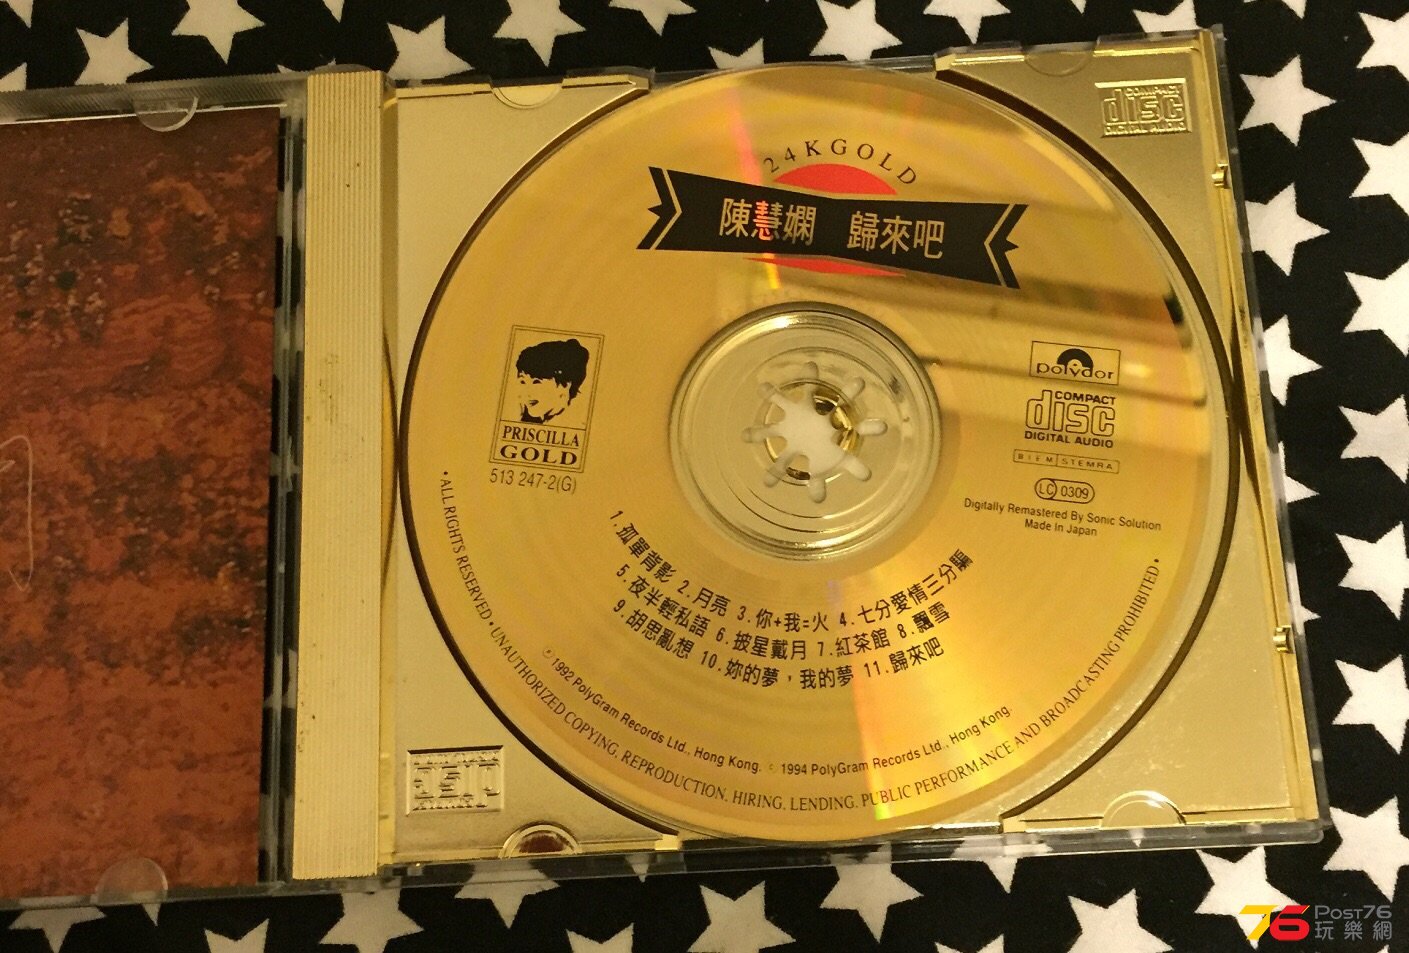 24K GOLD
陳慧嫻 歸來吧
PRISCILLA
GOLD
513 247-2(G)
polydor
COMPACT
disc
DIGITAL AUDIO
BIEM STEMRA
LC 0309
Digitally Remastered By Sonic Solution
Made In Japan
1.孤單背影 2.月亮 3.你+我=火 4.七分愛情三分騙
5.夜半輕私語 6.披星戴月 7.紅茶館 8.飄雪
9.胡思亂想 10.妳的夢，我的夢 11.歸來吧
℗ 1992 PolyGram Records Ltd., Hong Kong. © 1994 PolyGram Records Ltd., Hong Kong.
• ALL RIGHTS RESERVED • UNAUTHORIZED COPYING, REPRODUCTION, HIRING, LENDING, PUBLIC PERFORMANCE AND BROADCASTING PROHIBITED •
COMPACT
disc
DIGITAL AUDIO
76 POST76
玩樂網